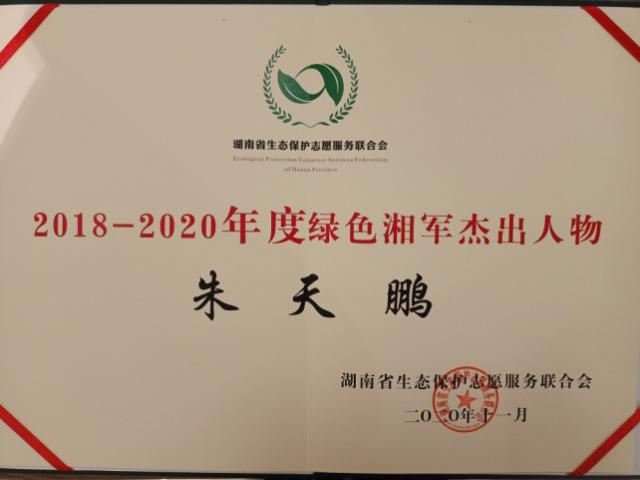 湖南省生态保护志愿服务联合会
Ecological Protection Volunteer Services Federation
of Hunan Province
2018-2020年度绿色湘军杰出人物
朱天鹏
湖南省生态保护志愿服务联合会
二〇二〇年十一月